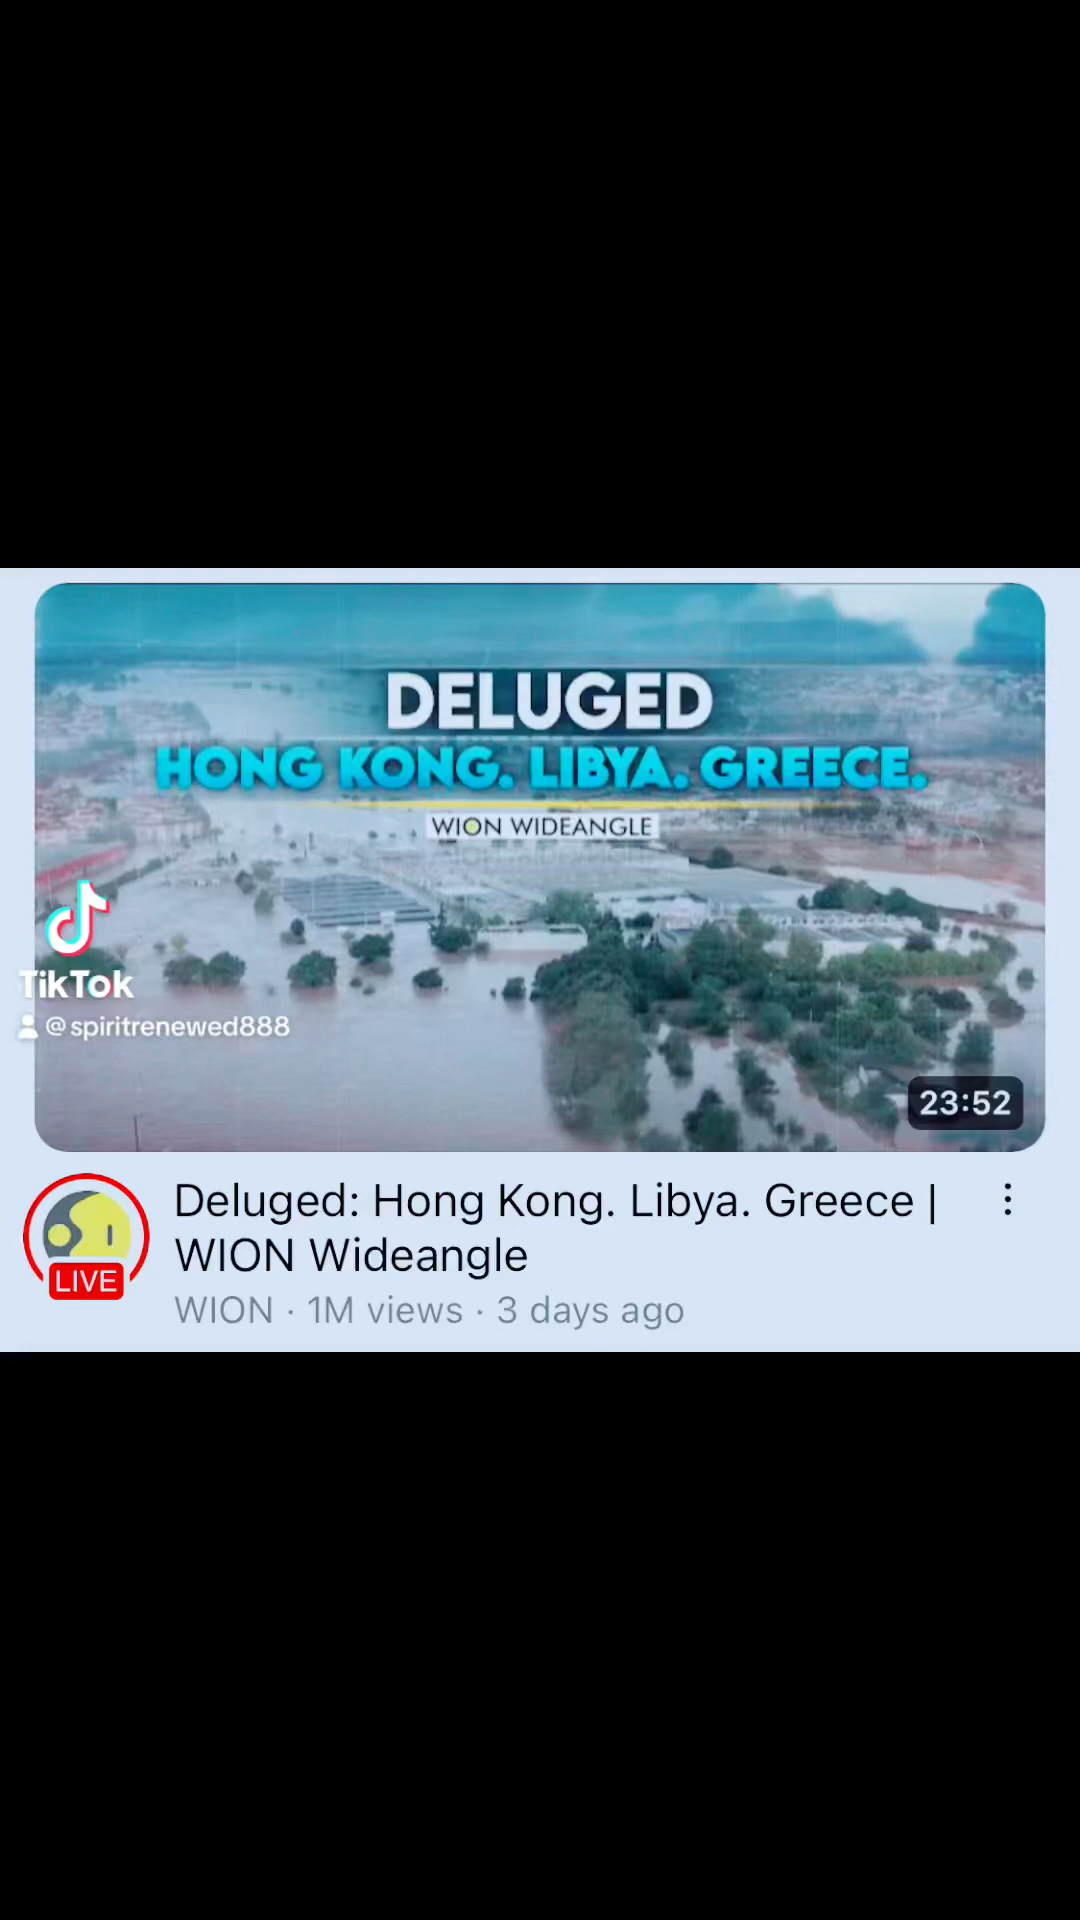 DELUGED
HONG KONG. LIBYA. GREECE.
WION WIDEANGLE
TikTok
@spiritrenewed888
23:52
Deluged: Hong Kong. Libya. Greece |
WION Wideangle
LIVE
WION · 1M views · 3 days ago